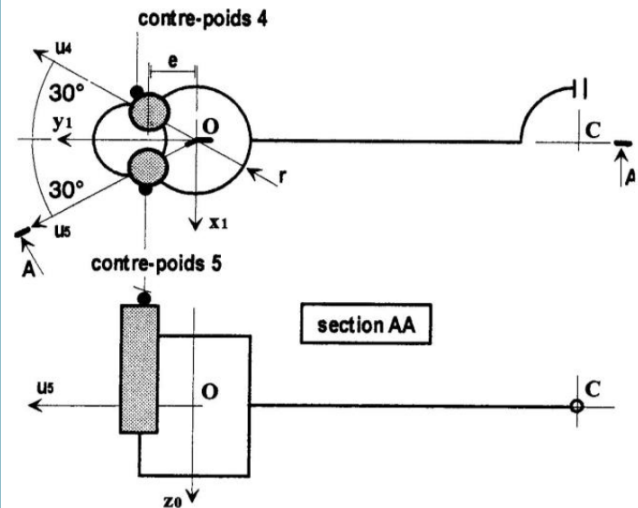 contre-poids 4
u4
e
30°
y1
O
C
30°
r
A
u5
x1
A
contre-poids 5
section AA
u5
O
C
z0